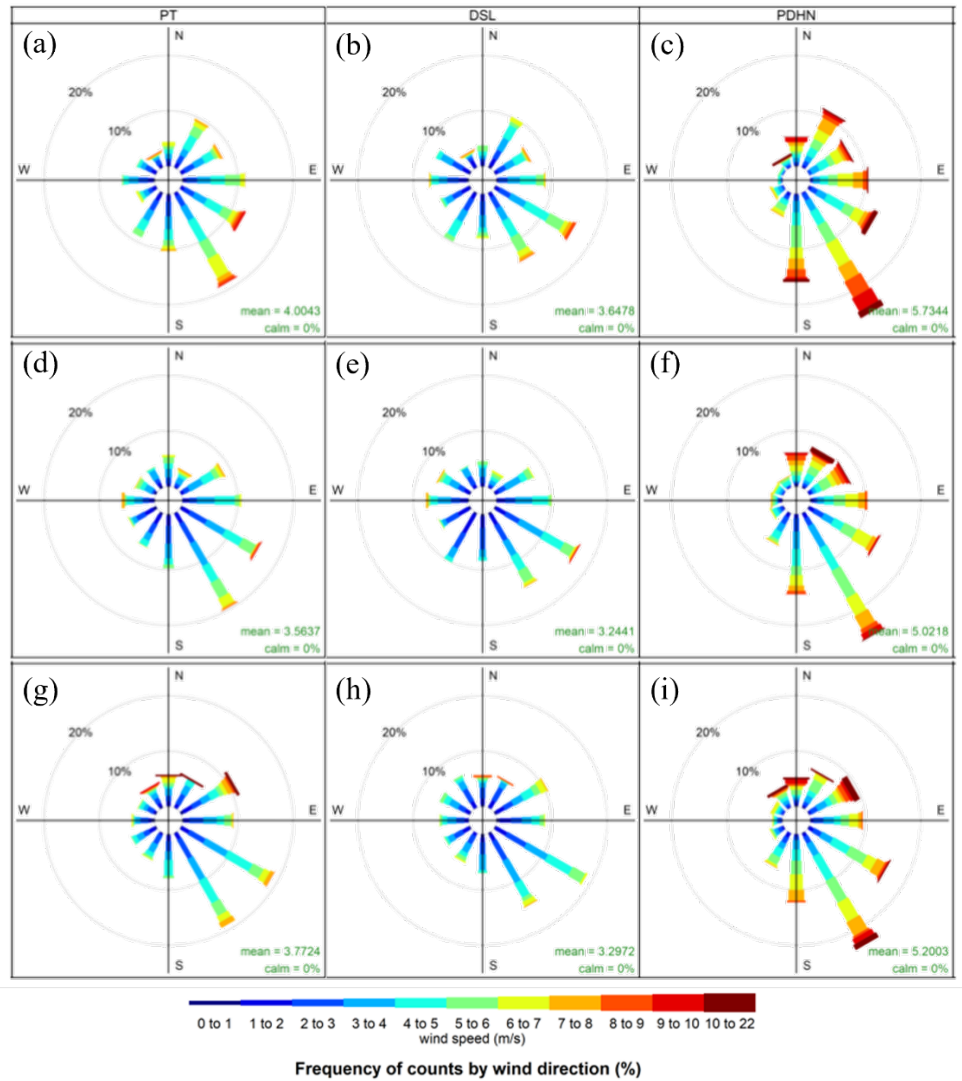 PT DSL PDHN
(a) N (b) N (c) N
20% 20% 20%
10% 10% 10%
W E W E W E
mean = 4.0043 mean = 3.6478 mean = 5.7344
S calm = 0% S calm = 0% S calm = 0%
(d) N (e) N (f) N
20% 20% 20%
10% 10% 10%
W E W E W E
mean = 3.5637 mean = 3.2441 mean = 5.0218
S calm = 0% S calm = 0% S calm = 0%
(g) N (h) N (i) N
20% 20% 20%
10% 10% 10%
W E W E W E
mean = 3.7724 mean = 3.2972 mean = 5.2003
S calm = 0% S calm = 0% S calm = 0%
0 to 1 1 to 2 2 to 3 3 to 4 4 to 5 5 to 6 6 to 7 7 to 8 8 to 9 9 to 10 10 to 22
wind speed (m/s)
Frequency of counts by wind direction (%)